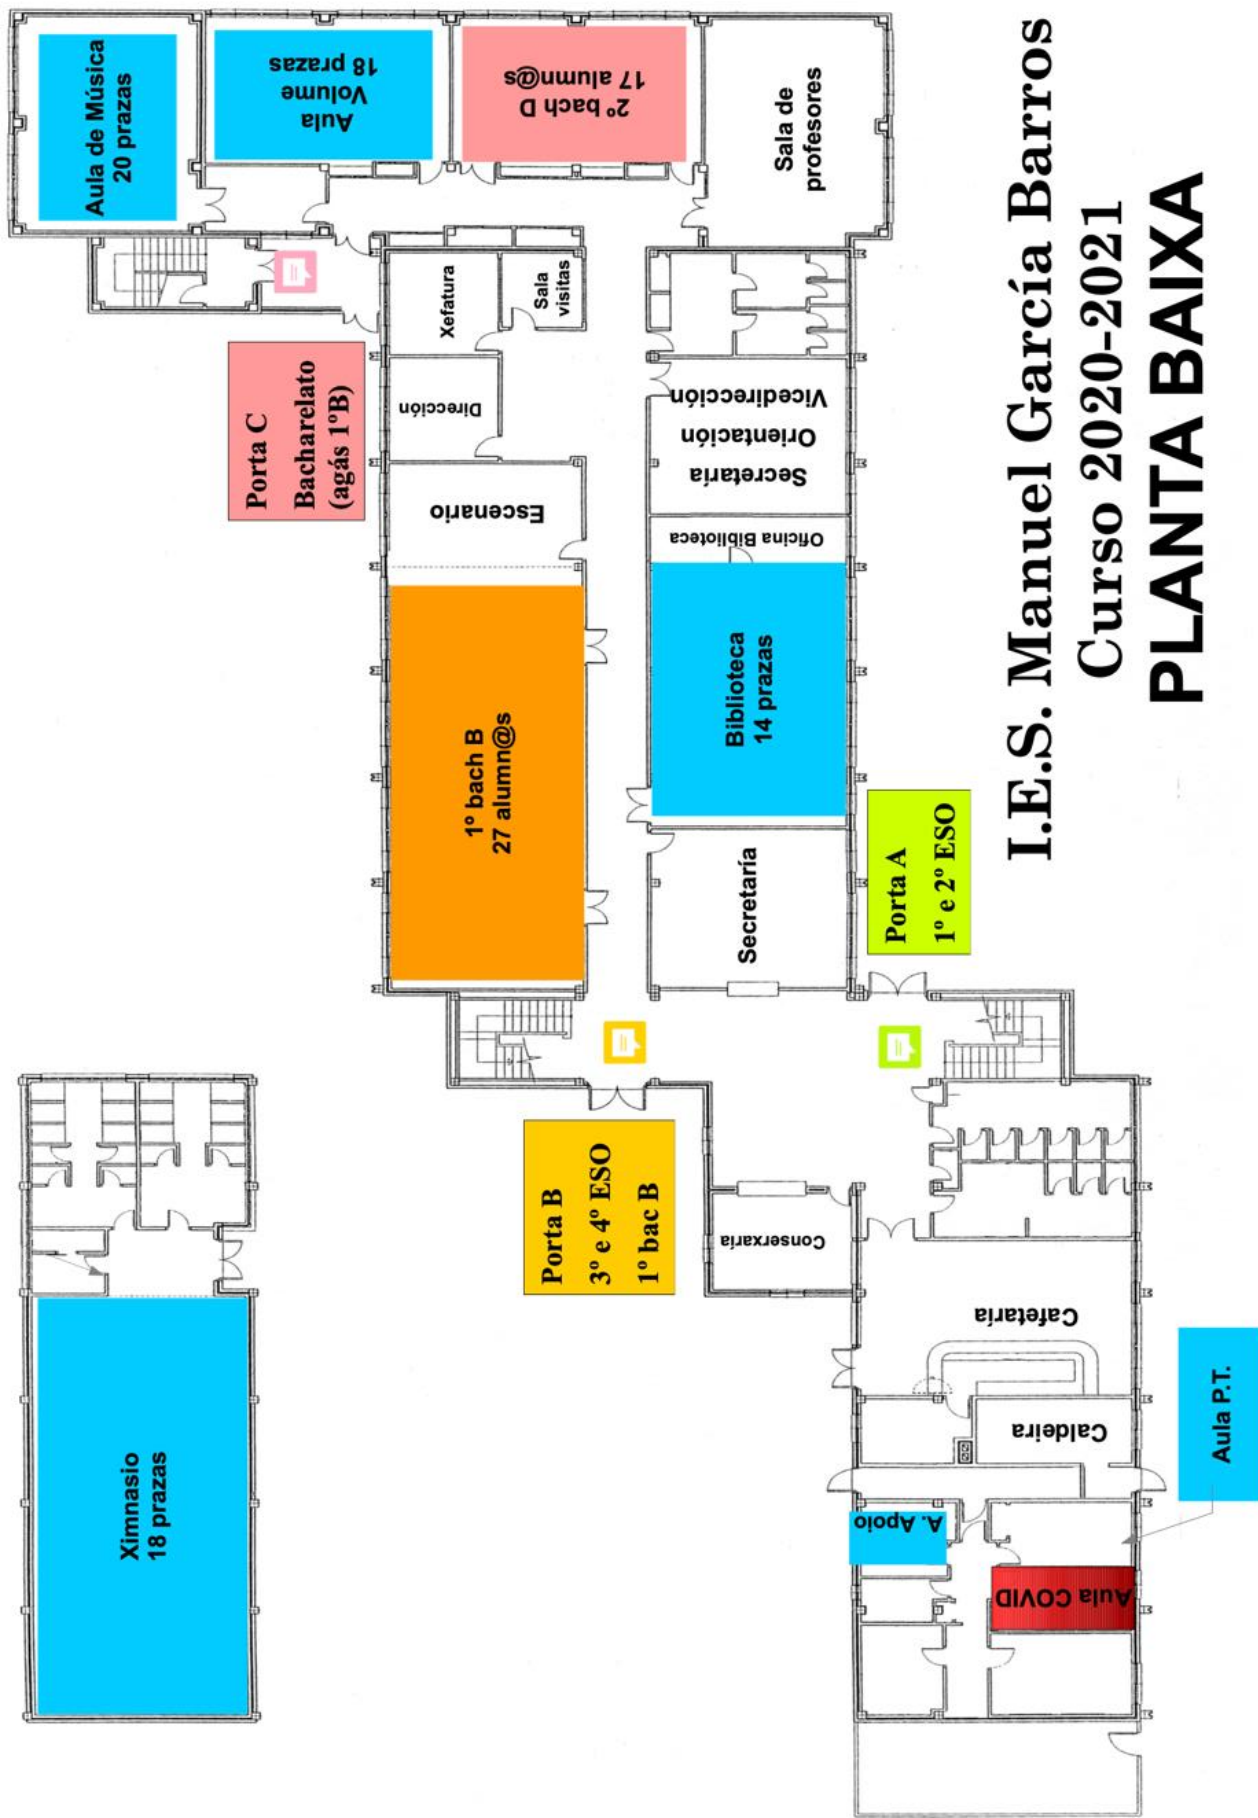 I.E.S. Manuel García Barros
Curso 2020-2021
PLANTA BAIXA
Aula de Música
20 prazas
Aula
Volume
18 prazas
2º bach D
17 alumn@s
Sala de
profesores
Xefatura
Sala
visitas
Dirección
Porta C
Bacharelato
(agás 1ºB)
Escenario
Secretaría
Orientación
Vicedirección
Oficina Biblioteca
1º bach B
27 alumn@s
Biblioteca
14 prazas
Secretaría
Porta A
1º e 2º ESO
Porta B
3º e 4º ESO
1º bac B
Conserxaría
Cafetaría
Caldeira
Ximnasio
18 prazas
A. Apoio
Aula COVID
Aula P.T.